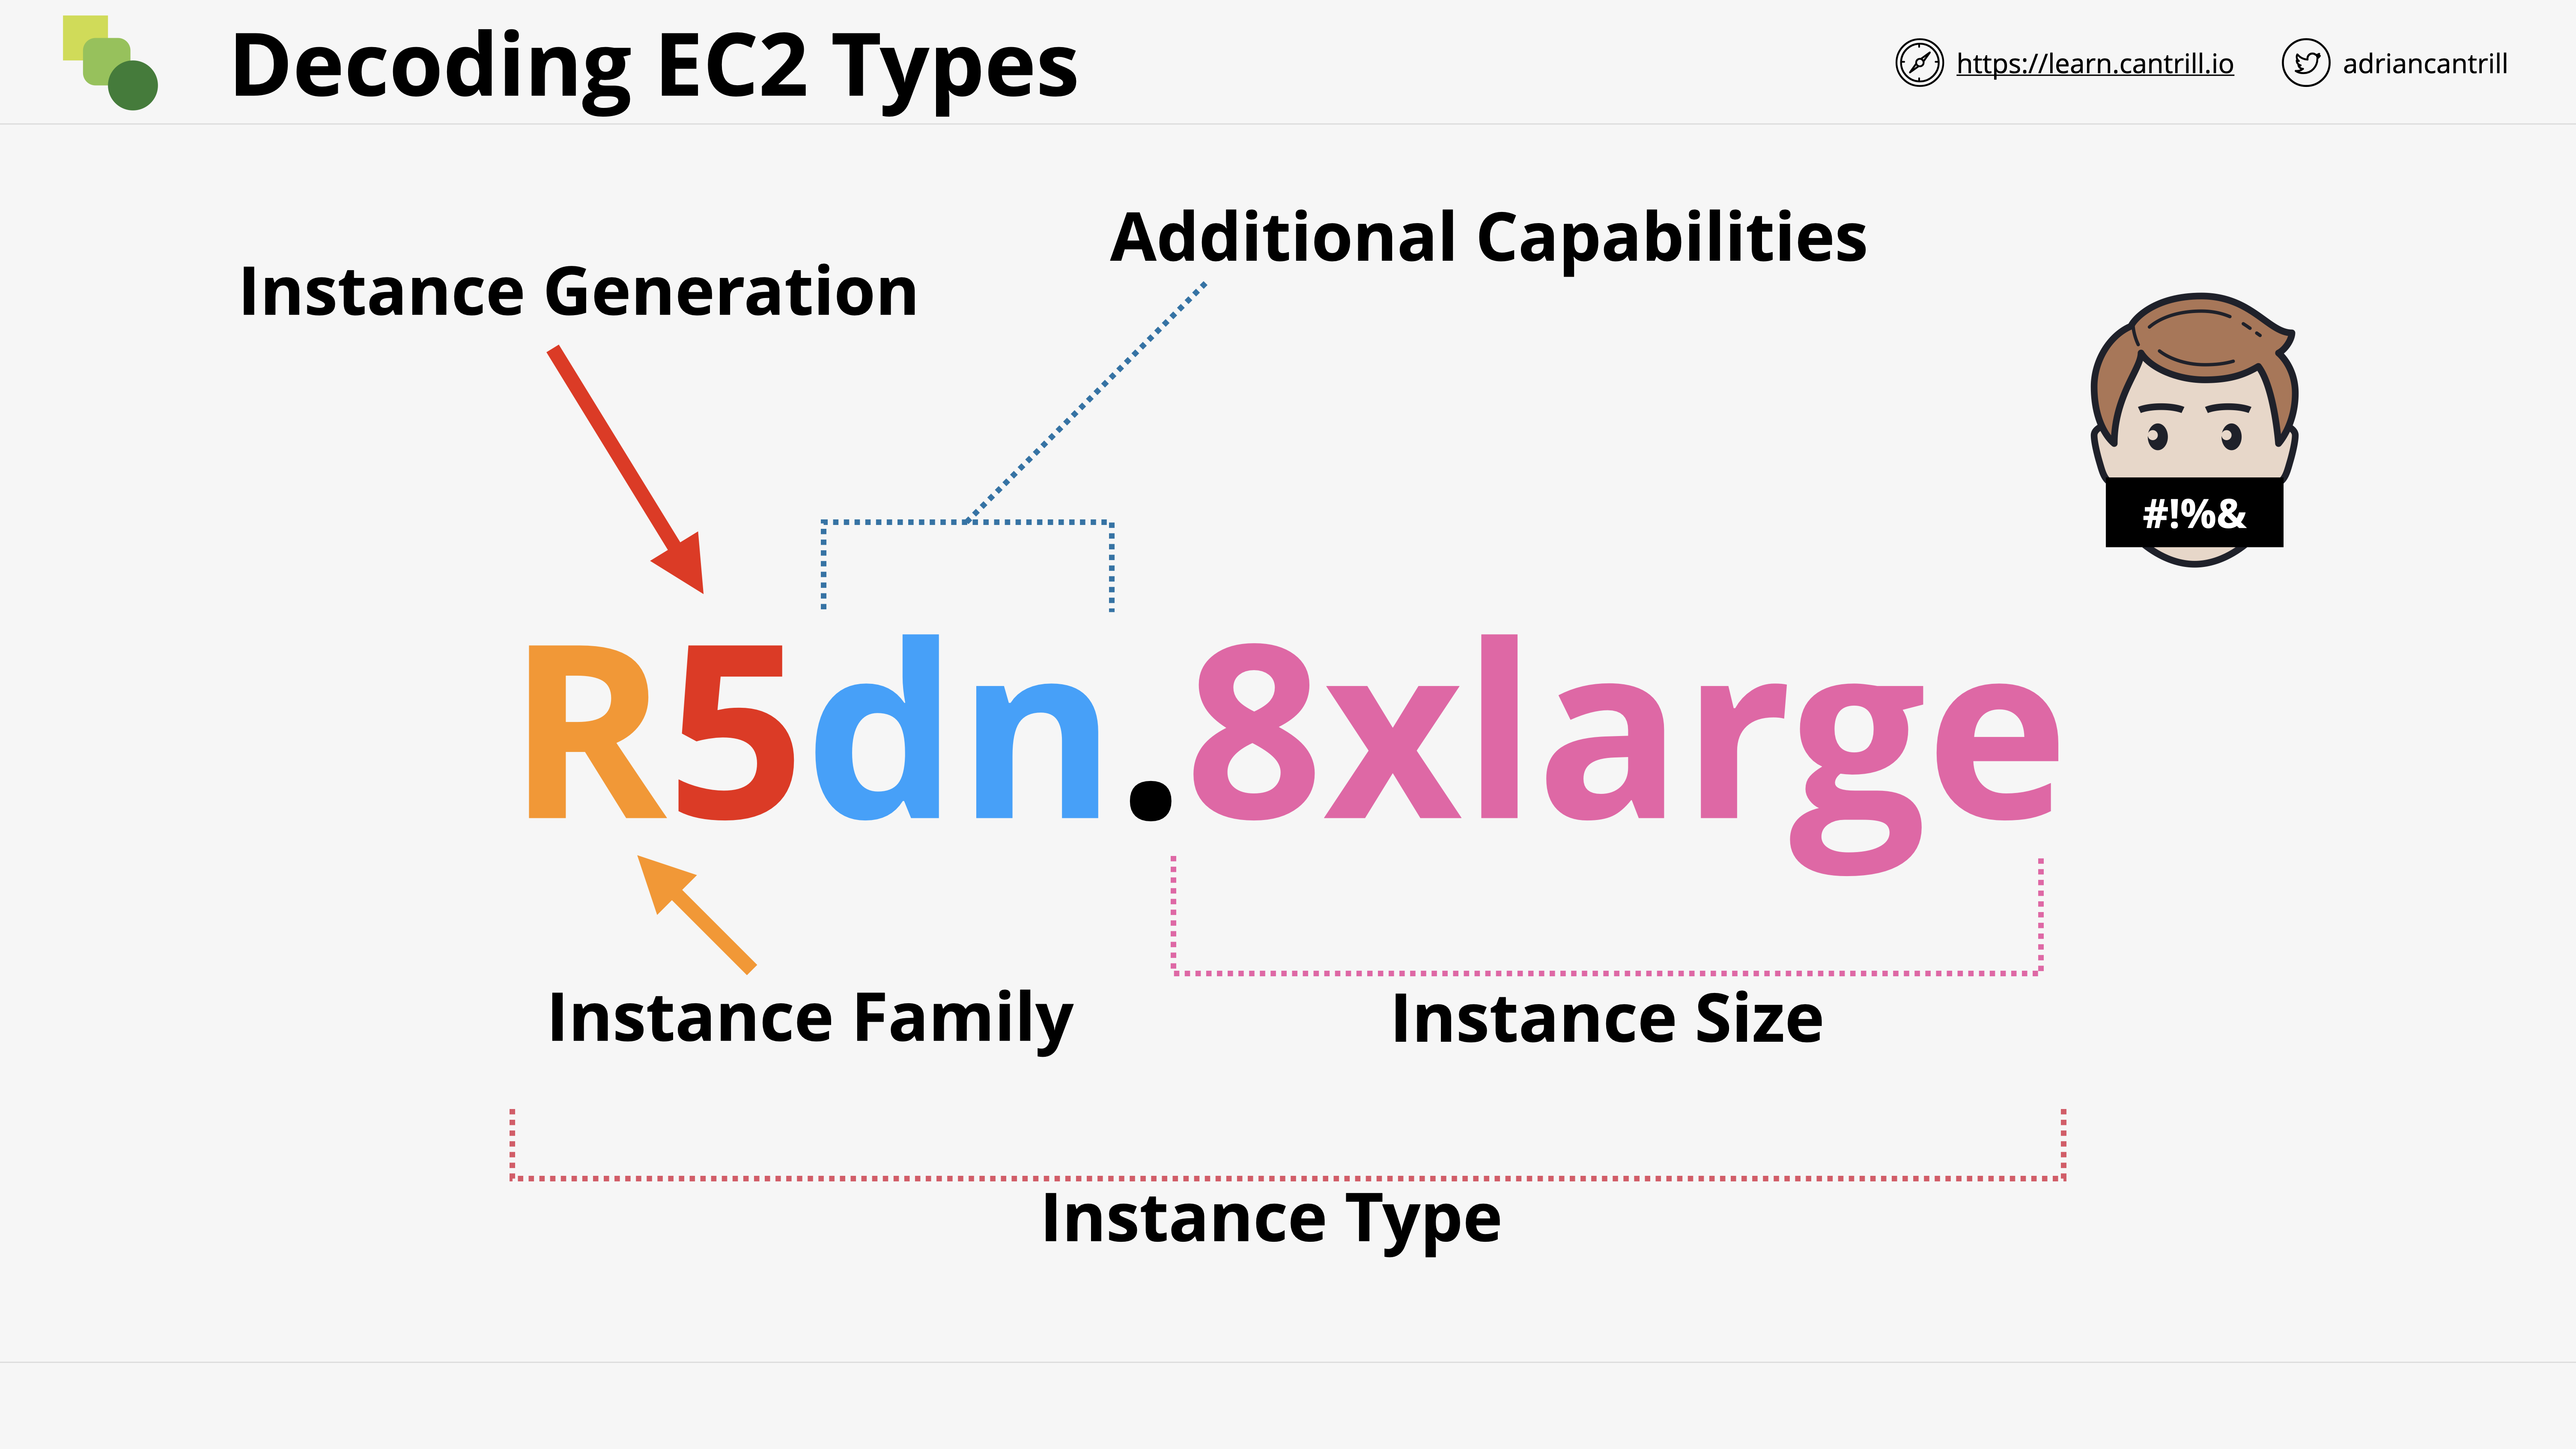 Decoding EC2 Types
https://learn.cantrill.io
adriancantrill
Additional Capabilities
Instance Generation
#!%&
R5dn.8xlarge
Instance Family
Instance Size
Instance Type